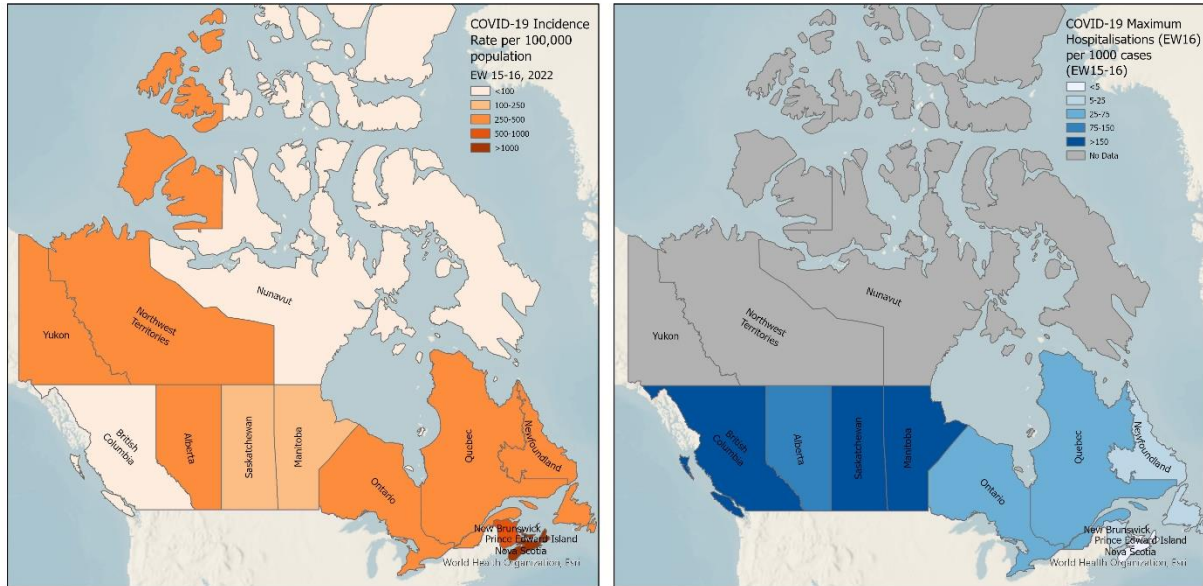 COVID-19 Incidence
Rate per 100,000
population
EW 15-16, 2022
<100
100-250
250-500
500-1000
>1000
Nunavut
Northwest
Territories
Yukon
British
Columbia
Alberta
Saskatchewan
Manitoba
Ontario
Quebec
Newfoundland
New Brunswick
Prince Edward Island
Nova Scotia
World Health Organization, Esri
COVID-19 Maximum
Hospitalisations (EW16)
per 1000 cases
(EW15-16)
<5
5-25
25-75
75-150
>150
No Data
Nunavut
Northwest
Territories
Yukon
British
Columbia
Alberta
Saskatchewan
Manitoba
Ontario
Quebec
Newfoundland
New Brunswick
Prince Edward Island
Nova Scotia
World Health Organization, Esri